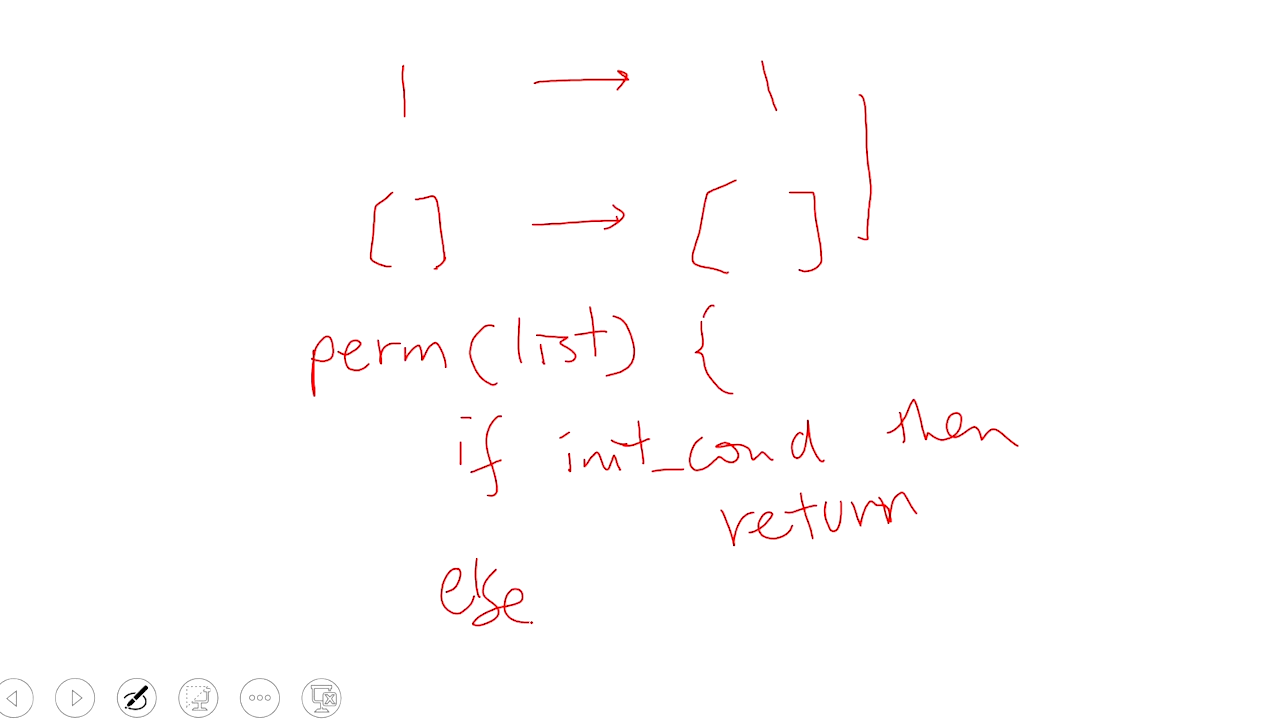 1 → 1
[ ] → [ ] ]
perm(list) {
if init_cond then
return
else